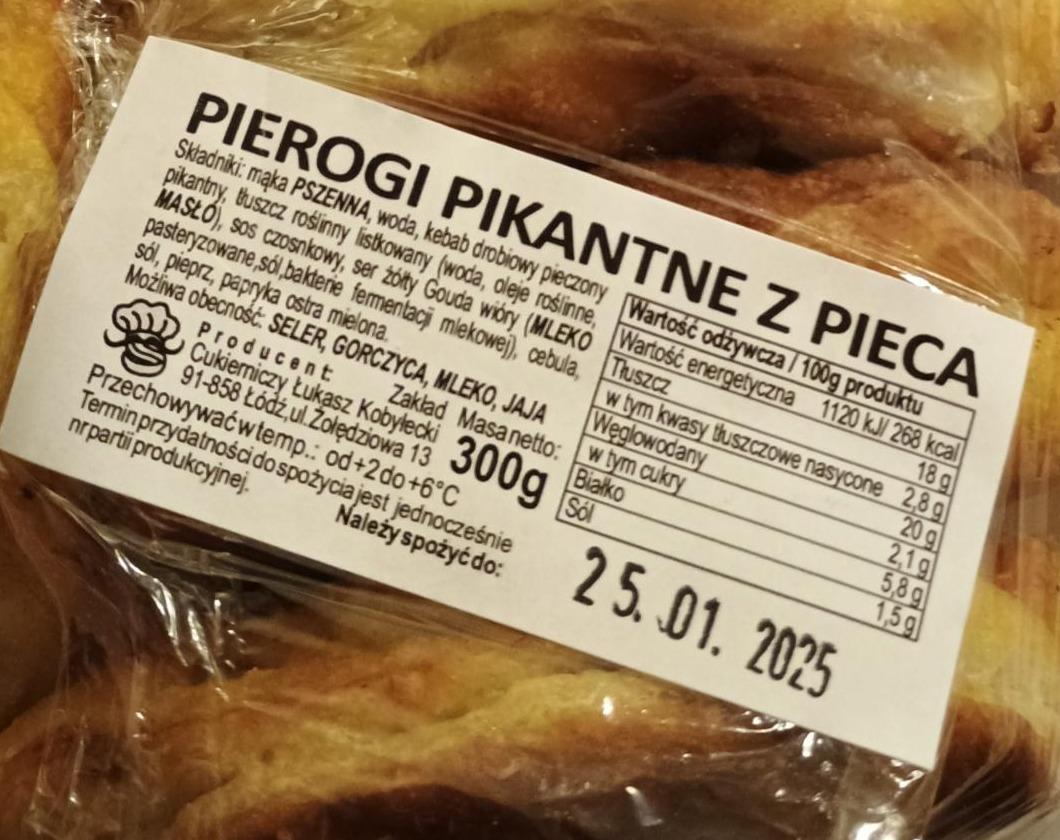 PIEROGI PIKANTNE Z PIECA
Składniki: mąka PSZENNA, woda, kebab drobiowy pieczony
pikantny, tłuszcz roślinny listkowany (woda, oleje roślinne,
MASŁO), sos czosnkowy, ser żółty Gouda wióry (MLEKO
pasteryzowane,sól,bakterie fermentacji mlekowej), cebula,
sól, pieprz, papryka ostra mielona.
Możliwa obecność: SELER, GORCZYCA, MLEKO, JAJA
Producent: Zakład
Cukierniczy Łukasz Kobyłecki
91-858 Łódź,ul.Żołędziowa 13
Masa netto:
300g
Przechowywać w temp.: od +2 do +6°C
Termin przydatności do spożycia jest jednocześnie
nr partii produkcyjnej.
Należy spożyć do:
25.01.2025
Wartość odżywcza / 100g produktu
Wartość energetyczna 1120 kJ/ 268 kcal
Tłuszcz 18 g
w tym kwasy tłuszczowe nasycone 2,8 g
Węglowodany 20 g
w tym cukry 2,1 g
Białko 5,8 g
Sól 1,5 g